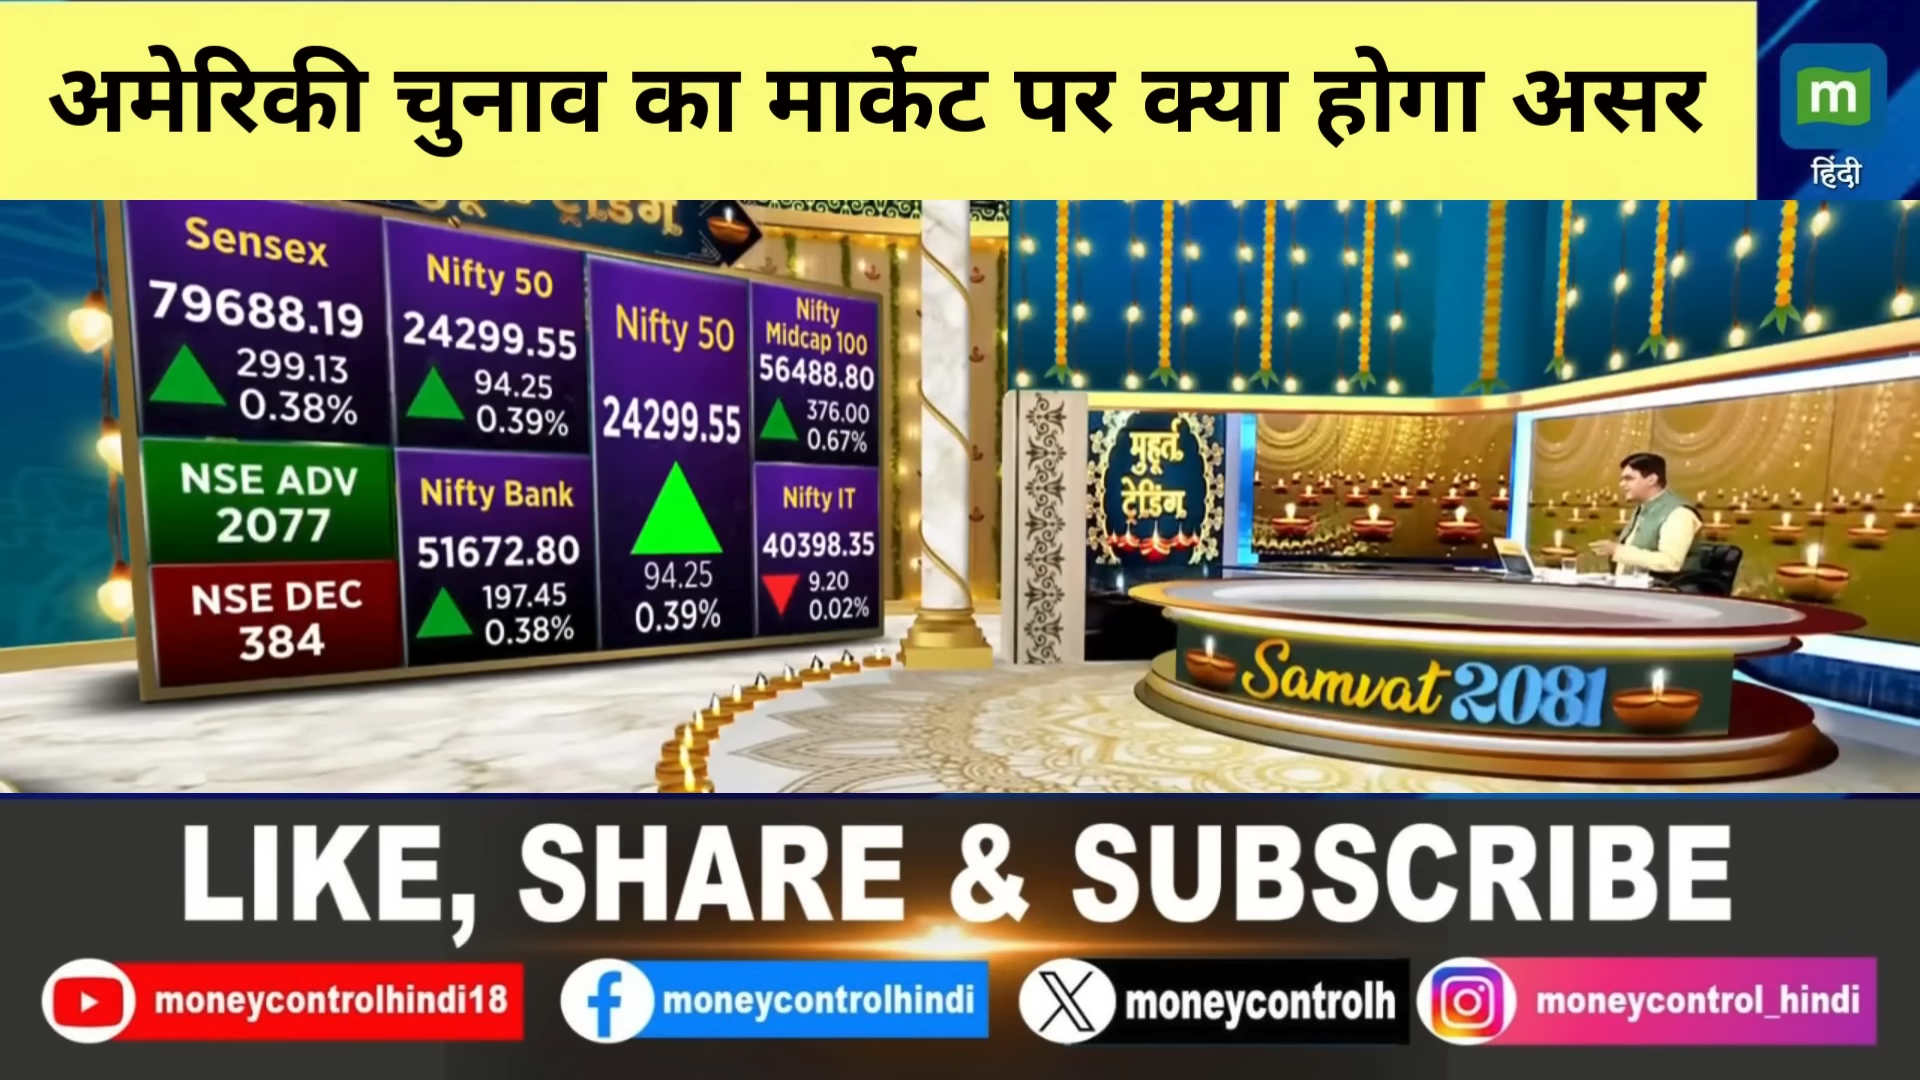 अमेरिकी चुनाव का मार्केट पर क्या होगा असर
m
हिंदी
Sensex
79688.19
299.13
0.38%
NSE ADV
2077
NSE DEC
384
Nifty 50
24299.55
94.25
0.39%
Nifty Bank
51672.80
197.45
0.38%
Nifty 50
24299.55
94.25
0.39%
Nifty
Midcap 100
56488.80
376.00
0.67%
Nifty IT
40398.35
9.20
0.02%
मुहूर्त
ट्रेडिंग
Samvat 2081
LIKE, SHARE & SUBSCRIBE
moneycontrolhindi18
moneycontrolhindi
moneycontrolh
moneycontrol_hindi